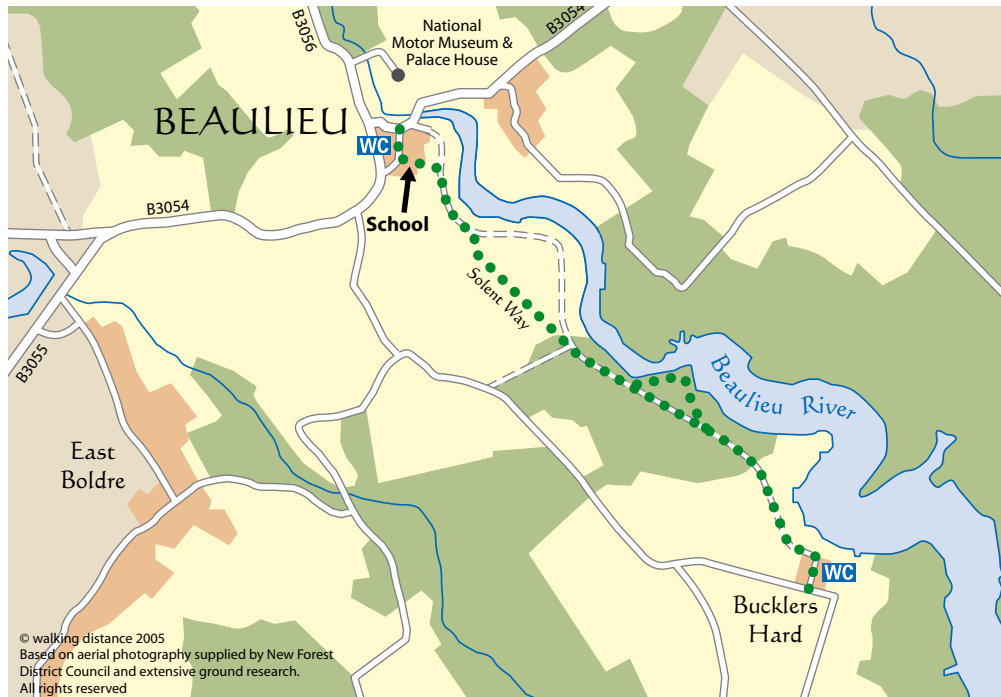 B3056
National
Motor Museum &
Palace House
B3054
BEAULIEU
WC
School
B3054
Solent Way
B3055
Beaulieu River
East
Boldre
WC
Bucklers
Hard
© walking distance 2005
Based on aerial photography supplied by New Forest
District Council and extensive ground research.
All rights reserved